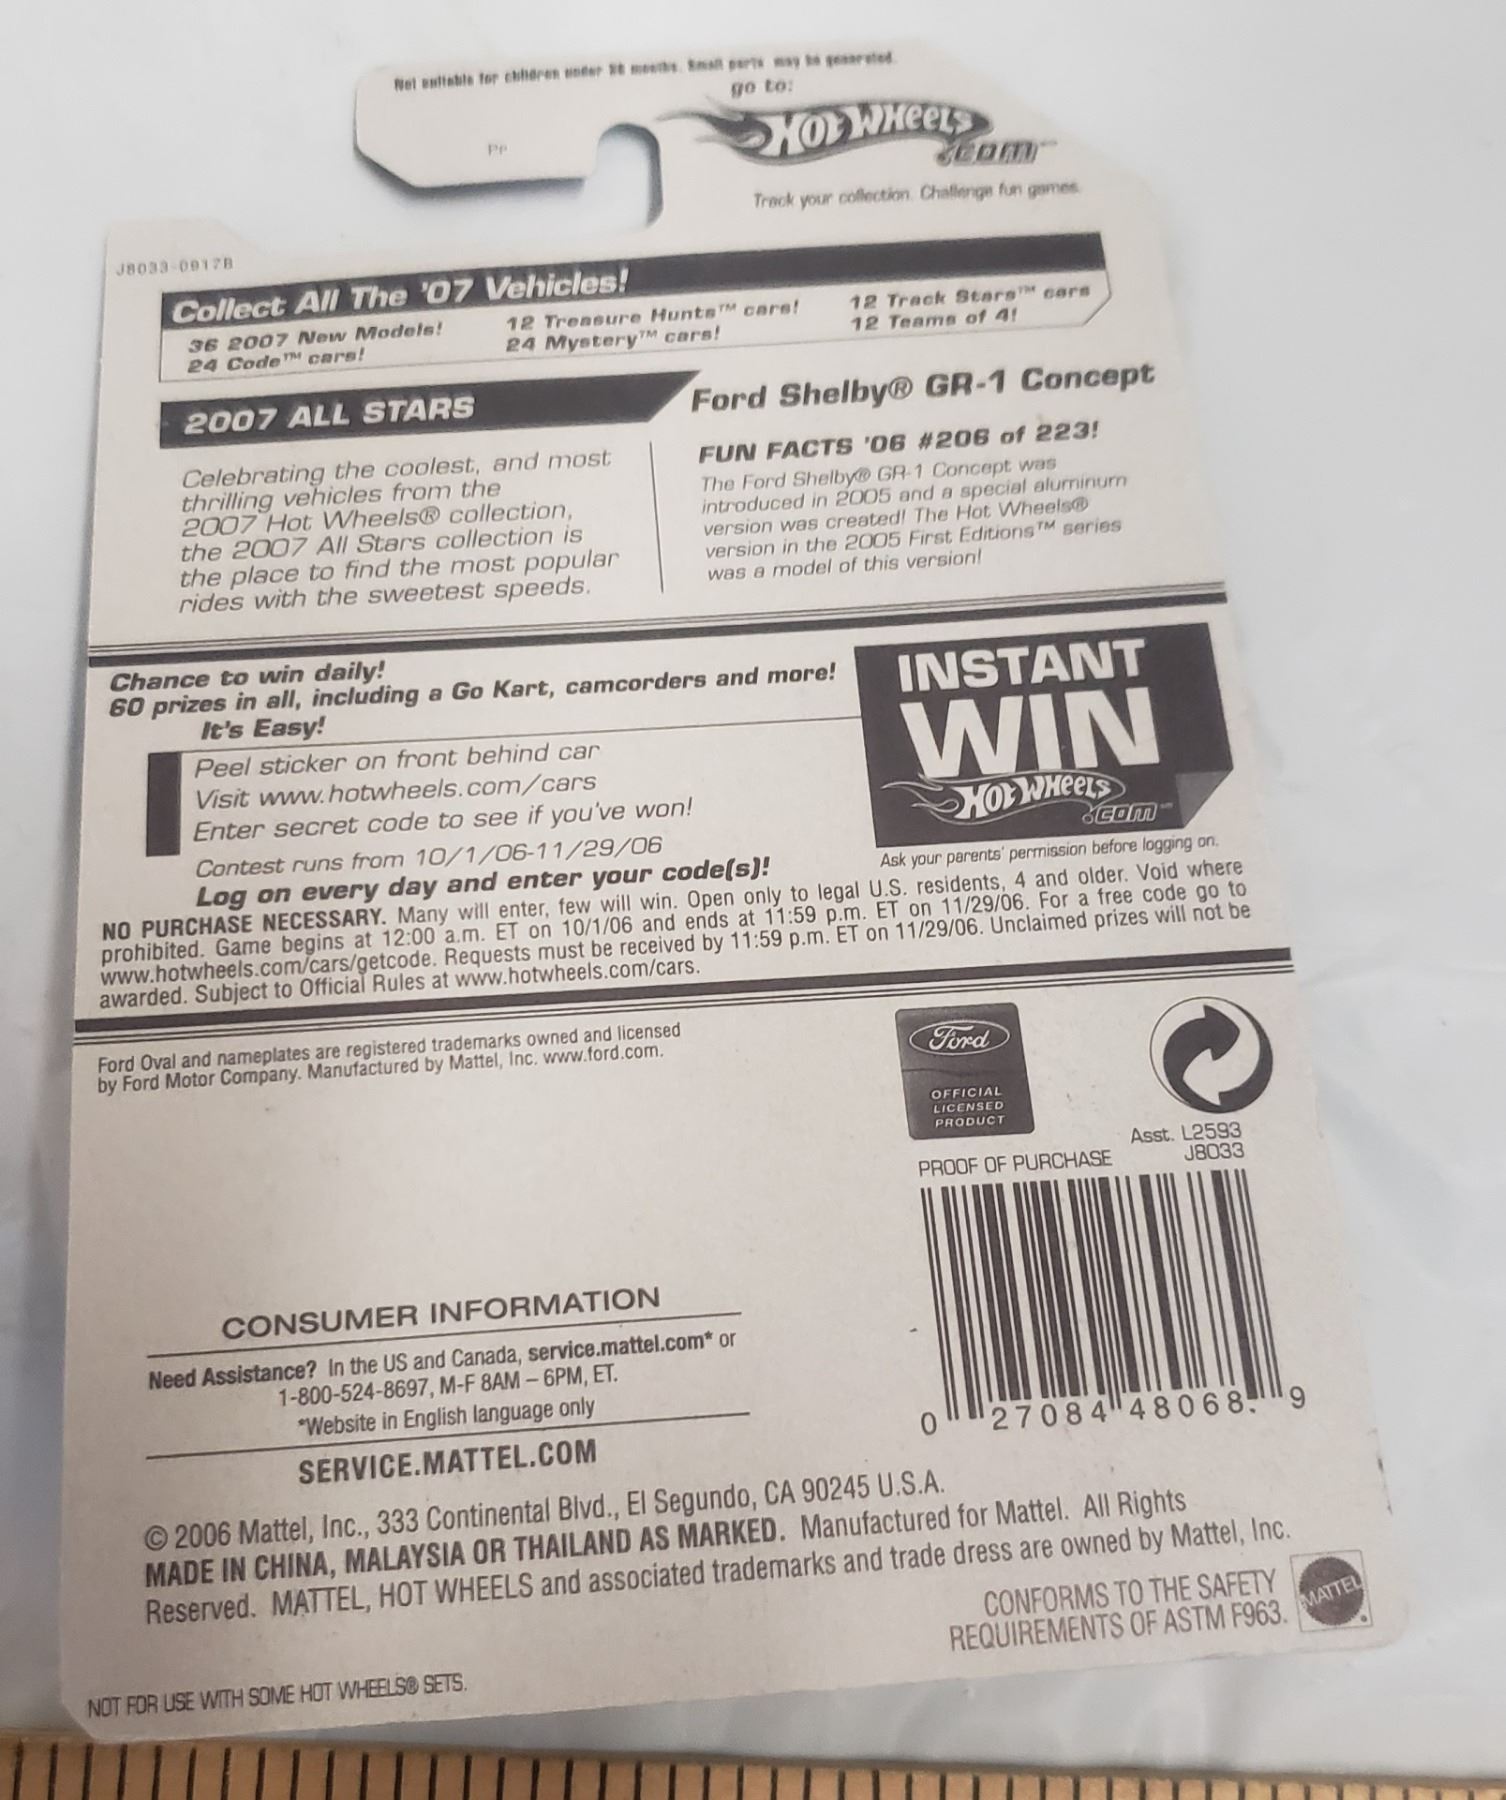 Not suitable for children under 36 months. Small parts may be generated.
go to:
HOT WHEELS
.COM™
Track your collection. Challenge fun games.
J8033-0917B
Collect All The '07 Vehicles!
36 2007 New Models!
24 Code™ cars!
12 Treasure Hunts™ cars!
24 Mystery™ cars!
12 Track Stars™ cars
12 Teams of 4!
2007 ALL STARS
Celebrating the coolest, and most
thrilling vehicles from the
2007 Hot Wheels® collection,
the 2007 All Stars collection is
the place to find the most popular
rides with the sweetest speeds.
Ford Shelby® GR-1 Concept
FUN FACTS '06 #206 of 223!
The Ford Shelby® GR-1 Concept was
introduced in 2005 and a special aluminum
version was created! The Hot Wheels®
version in the 2005 First Editions™ series
was a model of this version!
Chance to win daily!
60 prizes in all, including a Go Kart, camcorders and more!
It's Easy!
Peel sticker on front behind car
Visit www.hotwheels.com/cars
Enter secret code to see if you've won!
Contest runs from 10/1/06-11/29/06
Log on every day and enter your code(s)!
INSTANT
WIN
HOT WHEELS
.COM
Ask your parents' permission before logging on.
NO PURCHASE NECESSARY. Many will enter, few will win. Open only to legal U.S. residents, 4 and older. Void where
prohibited. Game begins at 12:00 a.m. ET on 10/1/06 and ends at 11:59 p.m. ET on 11/29/06. For a free code go to
www.hotwheels.com/cars/getcode. Requests must be received by 11:59 p.m. ET on 11/29/06. Unclaimed prizes will not be
awarded. Subject to Official Rules at www.hotwheels.com/cars.
Ford Oval and nameplates are registered trademarks owned and licensed
by Ford Motor Company. Manufactured by Mattel, Inc. www.ford.com.
Ford
OFFICIAL
LICENSED
PRODUCT
Asst. L2593
J8033
PROOF OF PURCHASE
0 27084 48068 9
CONSUMER INFORMATION
Need Assistance? In the US and Canada, service.mattel.com* or
1-800-524-8697, M-F 8AM – 6PM, ET.
*Website in English language only
SERVICE.MATTEL.COM
© 2006 Mattel, Inc., 333 Continental Blvd., El Segundo, CA 90245 U.S.A.
MADE IN CHINA, MALAYSIA OR THAILAND AS MARKED. Manufactured for Mattel. All Rights
Reserved. MATTEL, HOT WHEELS and associated trademarks and trade dress are owned by Mattel, Inc.
CONFORMS TO THE SAFETY
REQUIREMENTS OF ASTM F963.
MATTEL
NOT FOR USE WITH SOME HOT WHEELS® SETS.